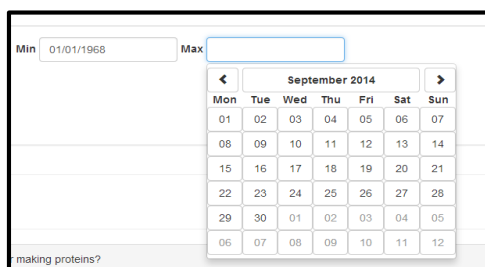 Min 01/01/1968 Max
September 2014
Mon Tue Wed Thu Fri Sat Sun
01 02 03 04 05 06 07
08 09 10 11 12 13 14
15 16 17 18 19 20 21
22 23 24 25 26 27 28
29 30 01 02 03 04 05
06 07 08 09 10 11 12
making proteins?